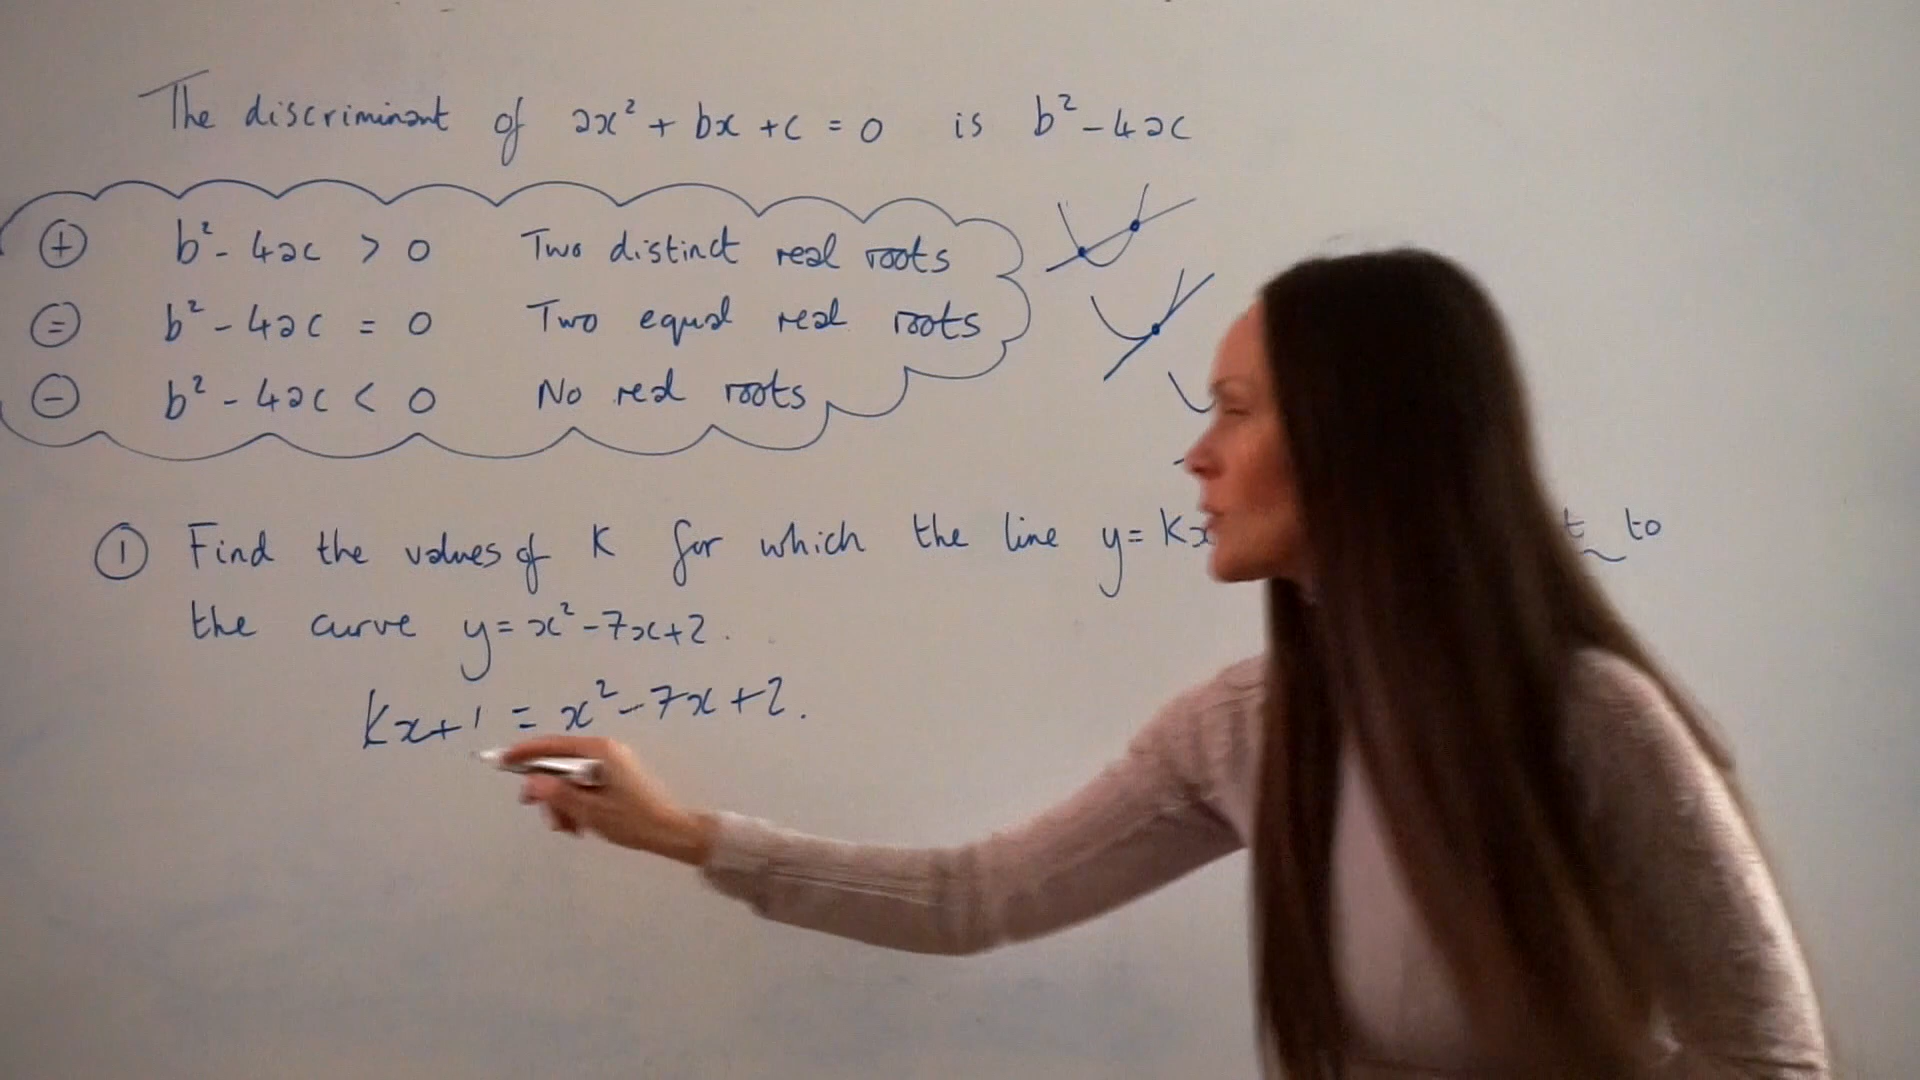 The discriminant of ax² + bx + c = 0 is b² - 4ac
⊕ b² - 4ac > 0 Two distinct real roots
⊜ b² - 4ac = 0 Two equal real roots
⊖ b² - 4ac < 0 No real roots
① Find the values of K for which the line y = Kx to
the curve y = x² - 7x + 2.
Kx + 1 = x² - 7x + 2.